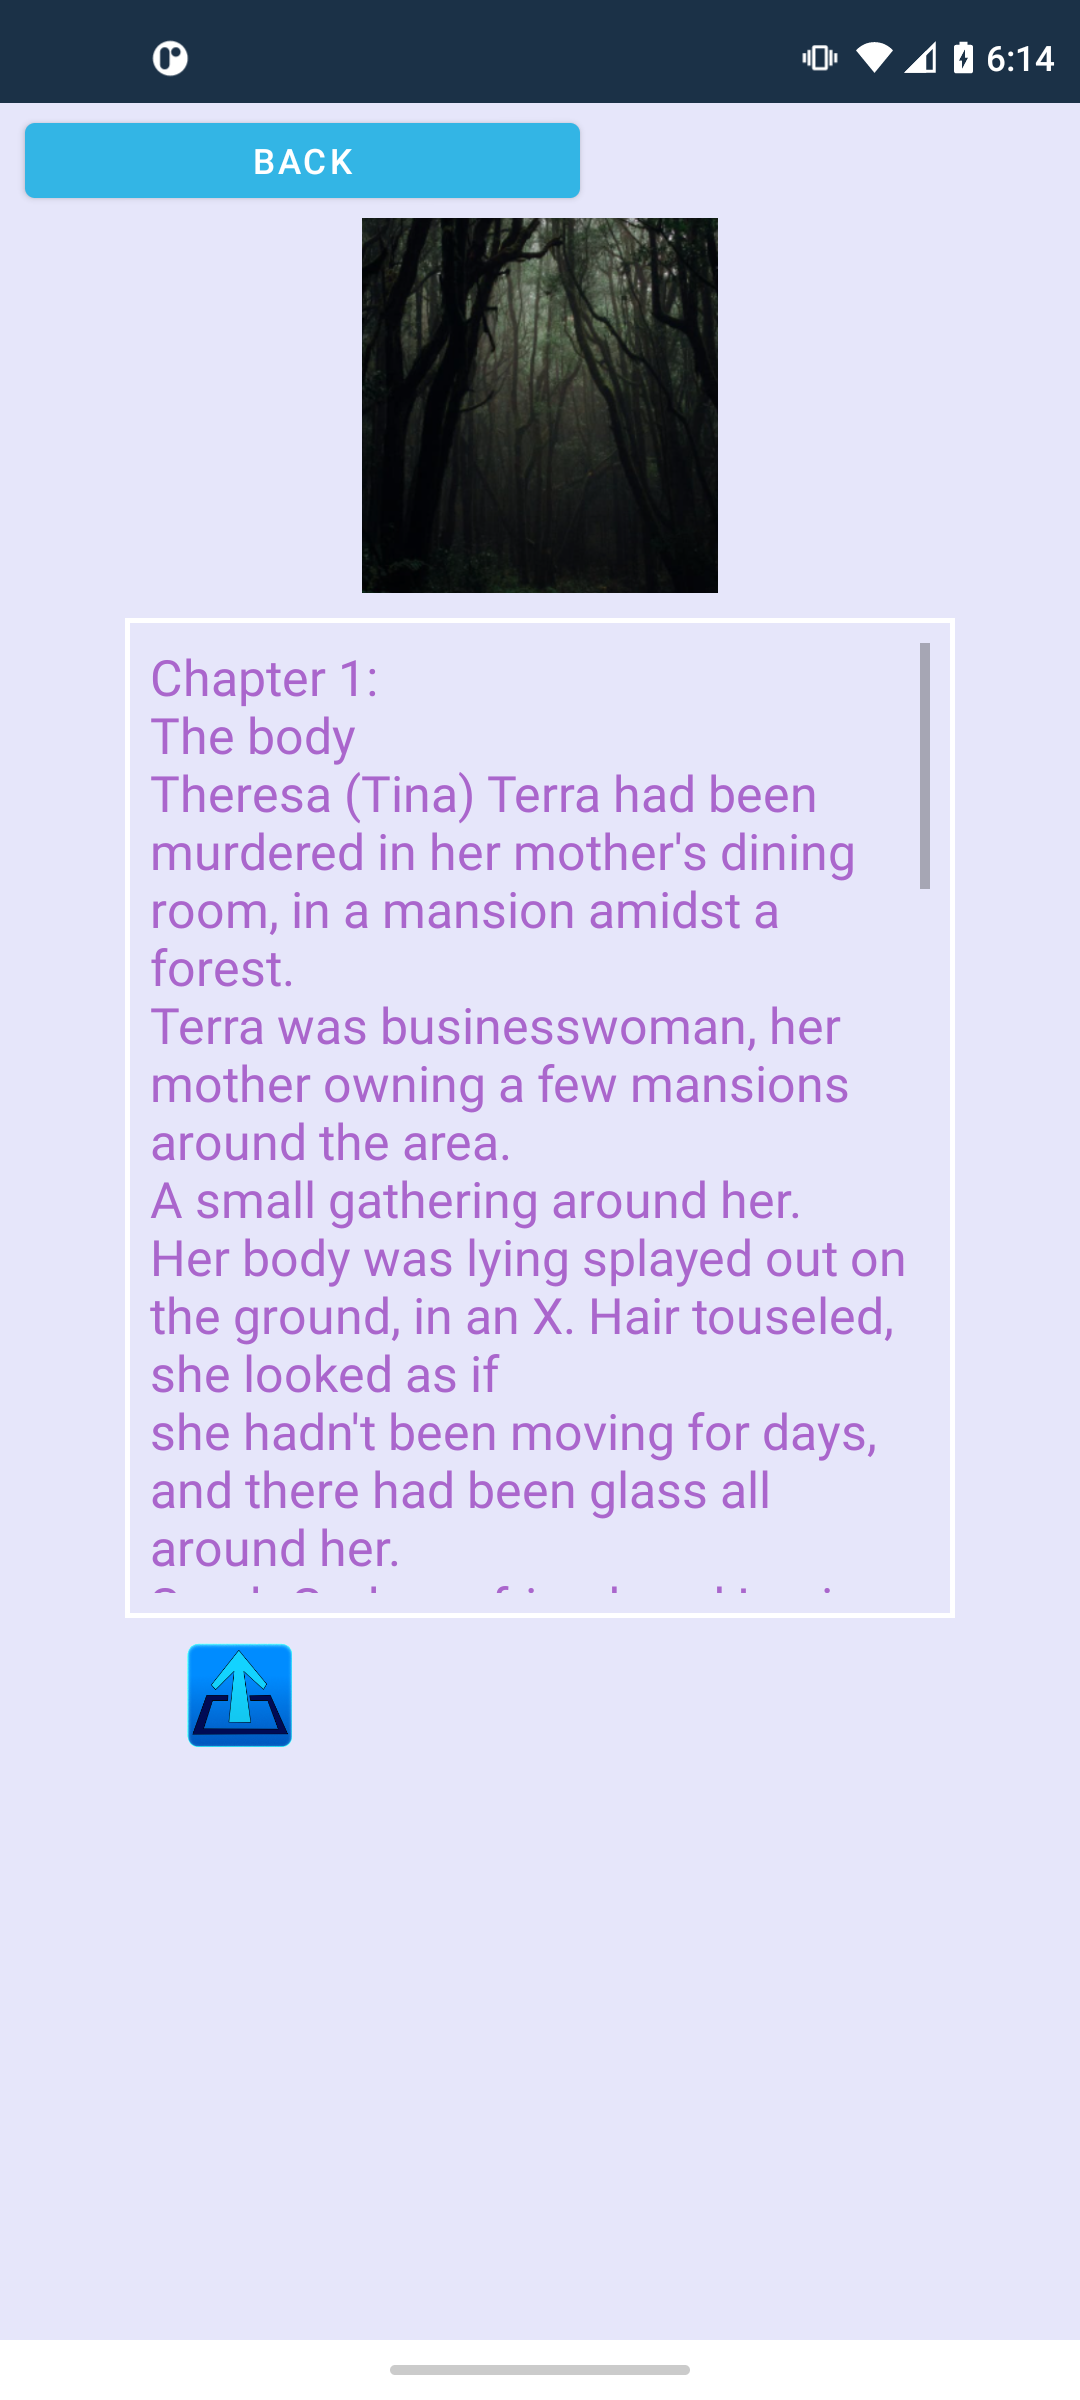 6:14
BACK
Chapter 1:
The body
Theresa (Tina) Terra had been
murdered in her mother's dining
room, in a mansion amidst a
forest.
Terra was businesswoman, her
mother owning a few mansions
around the area.
A small gathering around her.
Her body was lying splayed out on
the ground, in an X. Hair touseled,
she looked as if
she hadn't been moving for days,
and there had been glass all
around her.